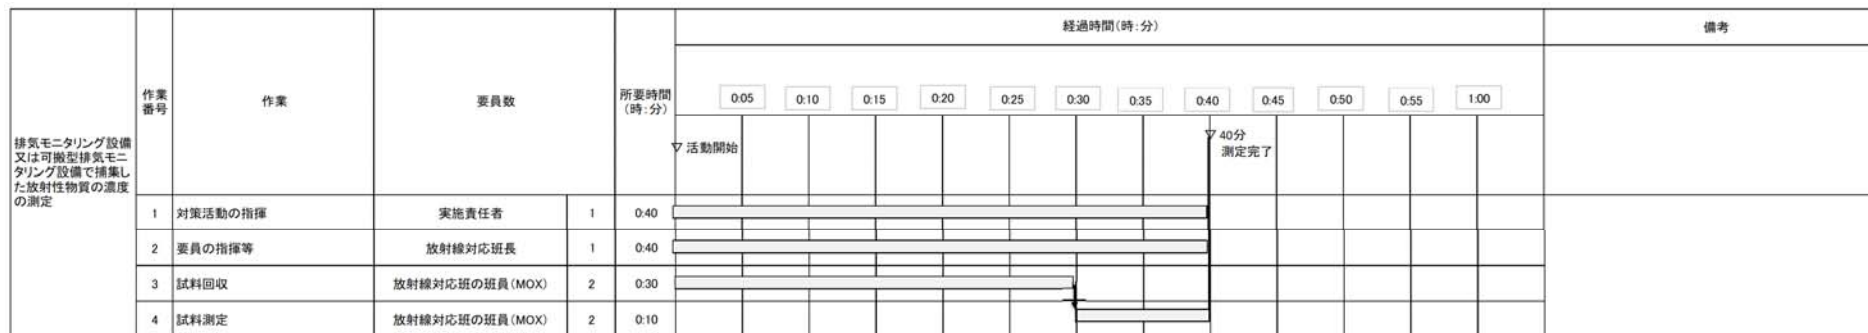 経過時間(時:分)
備考
作業
番号
作業
要員数
所要時間
(時:分)
0:05
0:10
0:15
0:20
0:25
0:30
0:35
0:40
0:45
0:50
0:55
1:00
排気モニタリング設備
又は可搬型排気モニ
タリング設備で捕集し
た放射性物質の濃度
の測定
▽ 活動開始
▽ 40分
測定完了
1 対策活動の指揮 実施責任者 1 0:40
2 要員の指揮等 放射線対応班長 1 0:40
3 試料回収 放射線対応班の班員(MOX) 2 0:30
4 試料測定 放射線対応班の班員(MOX) 2 0:10